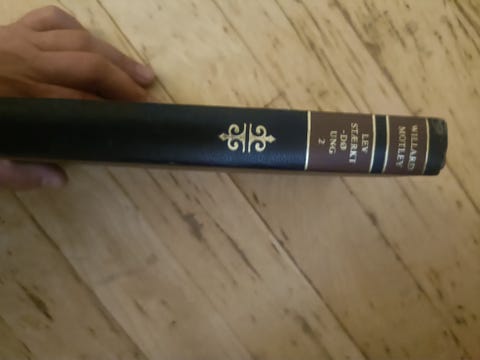 WILLARD
MOTLEY
LEV
STÆRKT
-DØ
UNG
2